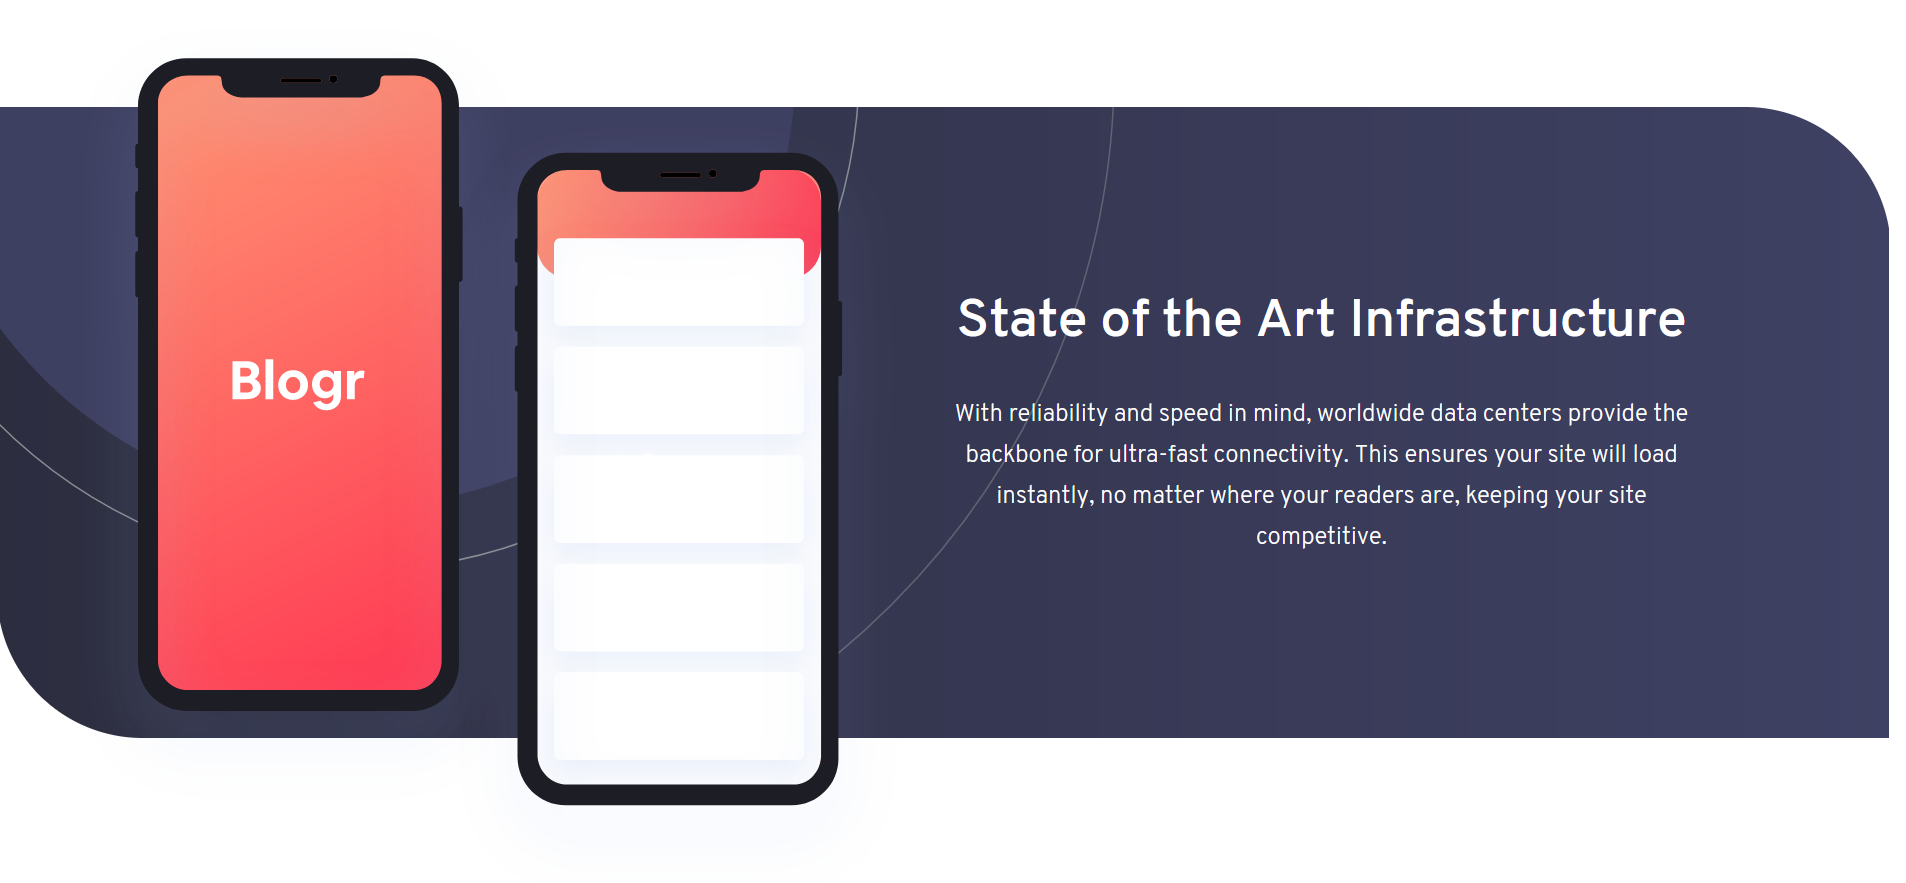 Blogr
State of the Art Infrastructure
With reliability and speed in mind, worldwide data centers provide the
backbone for ultra-fast connectivity. This ensures your site will load
instantly, no matter where your readers are, keeping your site
competitive.